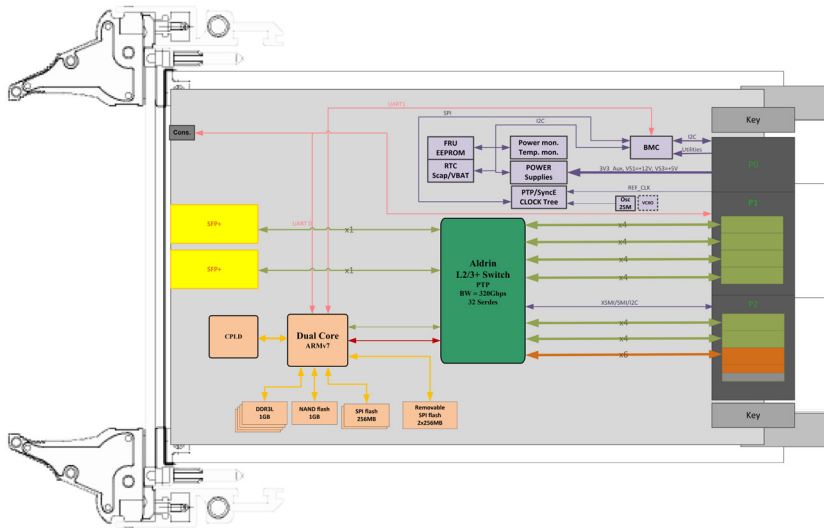 UART1
SPI
I2C
Key
Cons.
FRU
EEPROM
Power mon.
Temp. mon.
BMC
I2C
Utilities
P0
RTC
Scap/VBAT
POWER
Supplies
3V3_Aux, VS1=+12V, VS3=+5V
PTP/SyncE
CLOCK Tree
REF_CLK
Osc
25M
VCXO
P1
SFP+
x1
UART 0
x4
x4
x4
x4
SFP+
x1
Aldrin
L2/3+ Switch
PTP
BW = 320Gbps
32 Serdes
XSMI/SMI/I2C
P2
x4
x4
x6
CPLD
Dual Core
ARMv7
DDR3L
1GB
NAND flash
1GB
SPI flash
256MB
Removable
SPI flash
2x256MB
Key